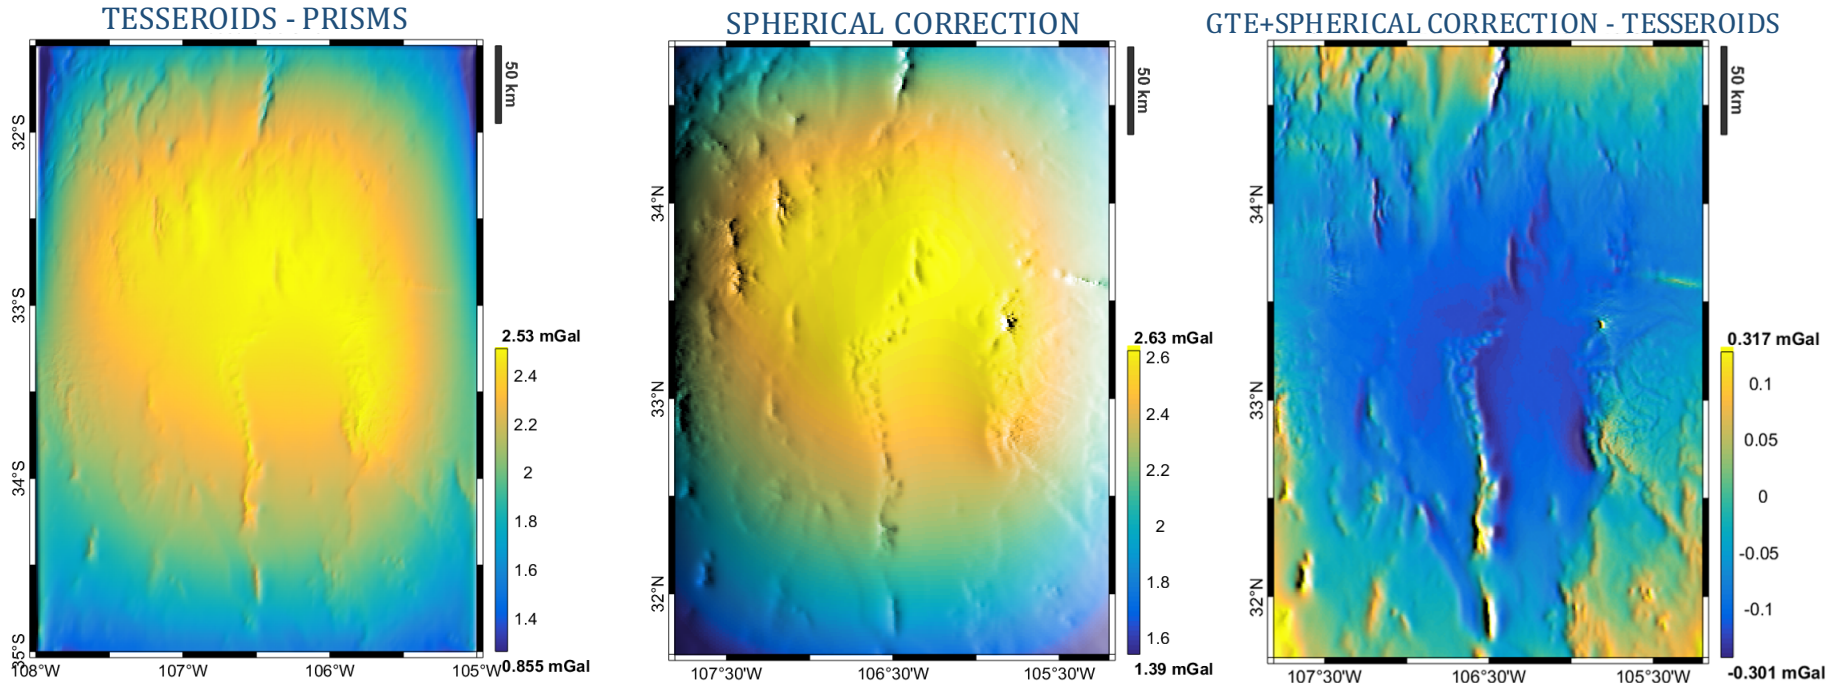 TESSEROIDS - PRISMS
50 km
32°S
33°S
34°S
35°S
108°W
107°W
106°W
105°W
2.53 mGal
2.4
2.2
2
1.8
1.6
1.4
0.855 mGal
SPHERICAL CORRECTION
50 km
34°N
33°N
32°N
107°30'W
106°30'W
105°30'W
2.63 mGal
2.6
2.4
2.2
2
1.8
1.6
1.39 mGal
GTE+SPHERICAL CORRECTION - TESSEROIDS
50 km
34°N
33°N
32°N
107°30'W
106°30'W
105°30'W
0.317 mGal
0.1
0.05
0
-0.05
-0.1
-0.301 mGal